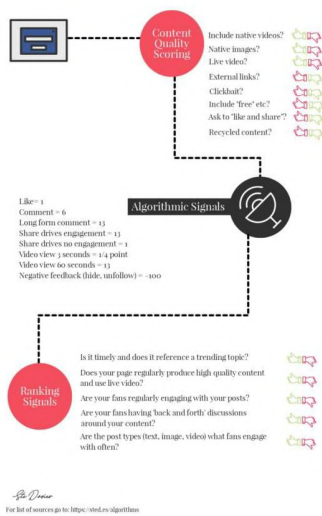 Content
Quality
Scoring
Include native videos?
Native images?
Live video?
External links?
Clickbait?
Include "free" etc?
Ask to "like and share"?
Recycled content?
Algorithmic Signals
Like= 1
Comment = 6
Long form comment = 13
Share drives engagement = 13
Share drives no engagement = 1
Video view 3 seconds = 1/4 point
Video view 60 seconds = 13
Negative feedback (hide, unfollow) = -100
Ranking
Signals
Is it timely and does it reference a trending topic?
Does your page regularly produce high quality content
and use live video?
Are your fans regularly engaging with your posts?
Are your fans having 'back and forth' discussions
around your content?
Are the post types (text, image, video) what fans engage
with often?
Ste Davies
For list of sources go to: https://sted.es/algorithms